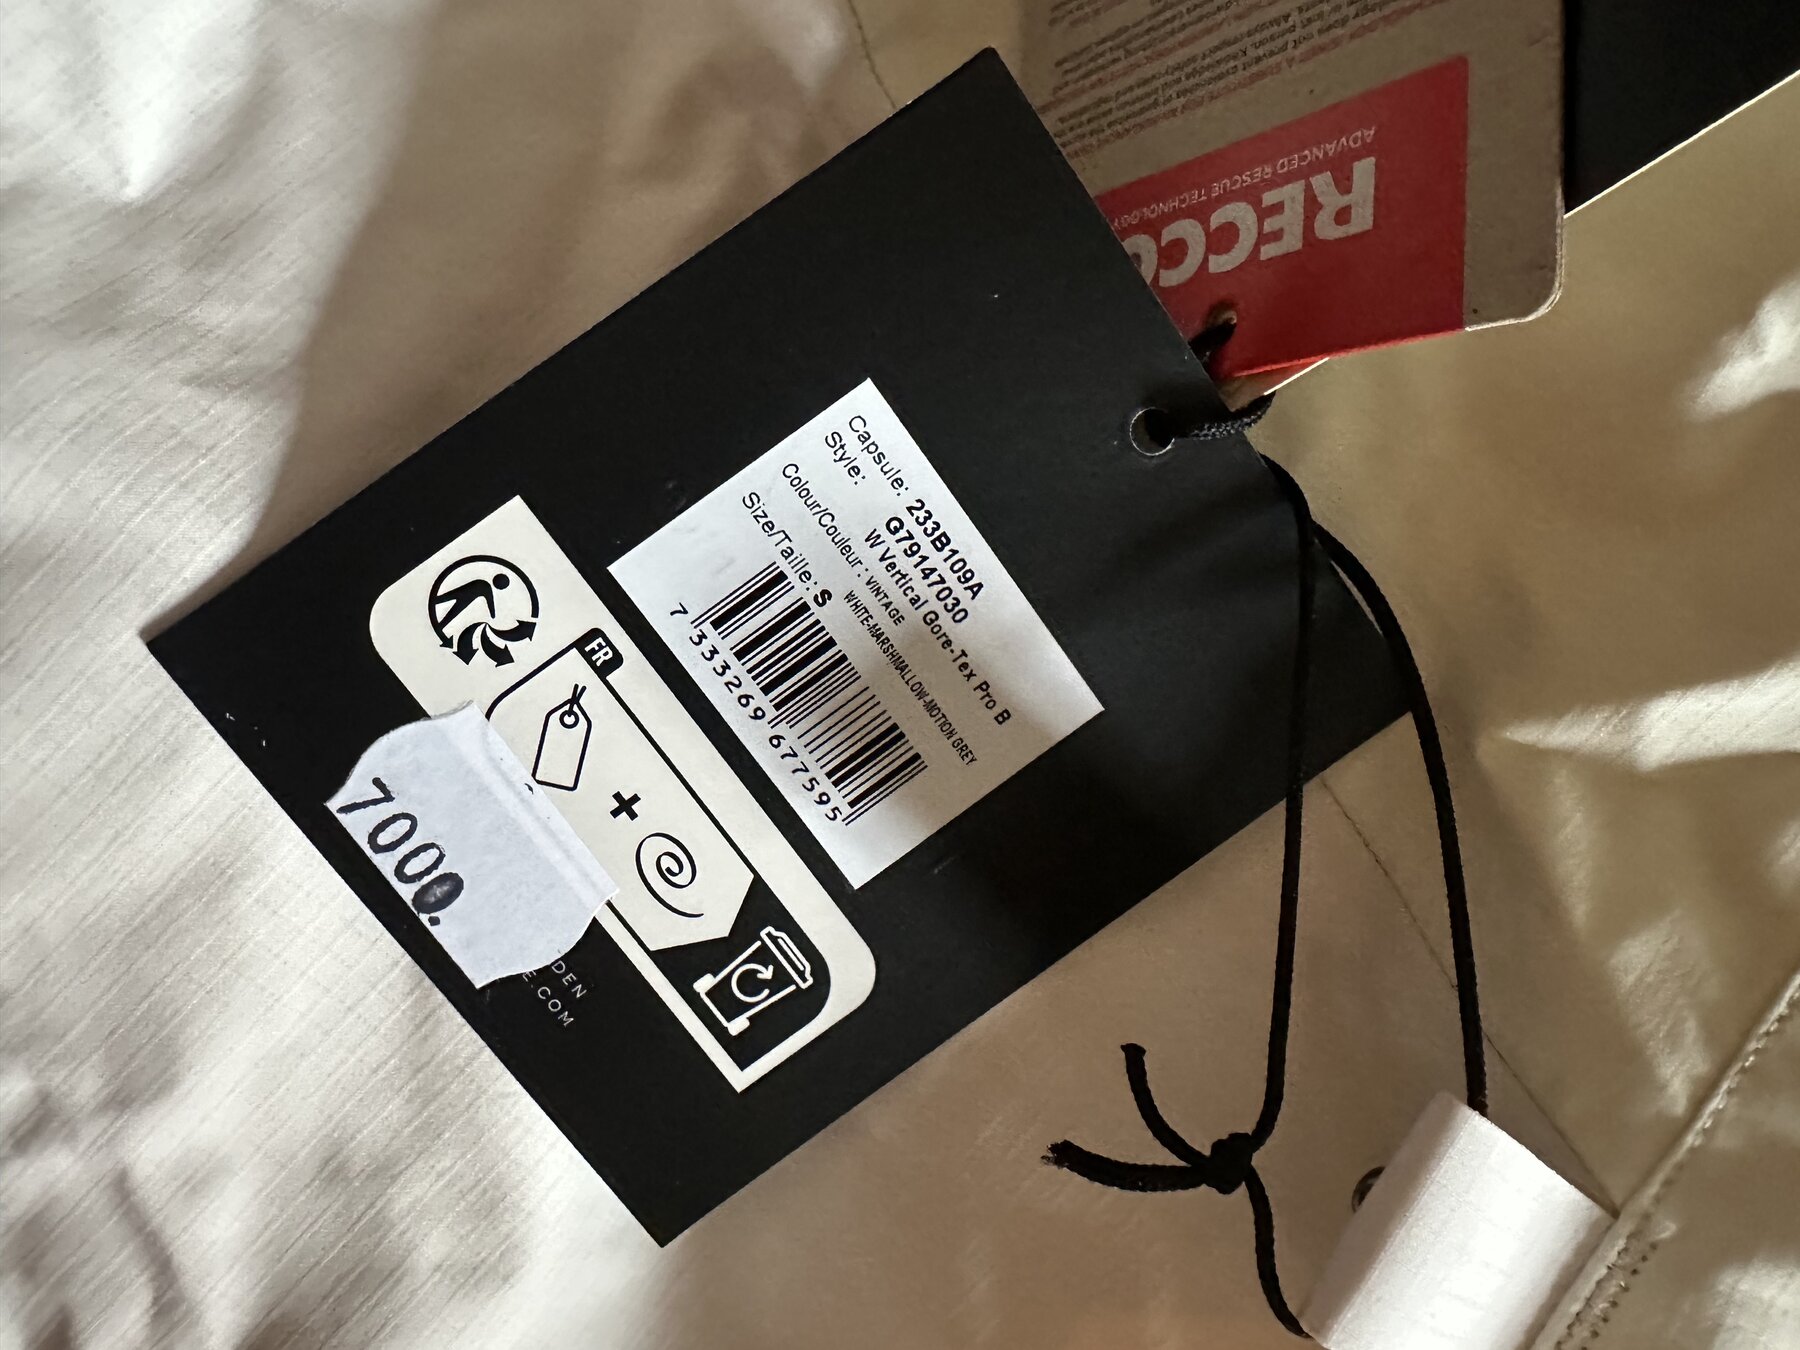 Capsule: 233B109A
Style: G79147030
W Vertical Gore-Tex Pro B
Colour/Couleur : VINTAGE
WHITE-MARSHMALLOW-MOTION GREY
Size/Taille: S
7 333269 677595
FR
7000.
DEN
E.COM
RECCO
ADVANCED RESCUE TECHNOLOGY